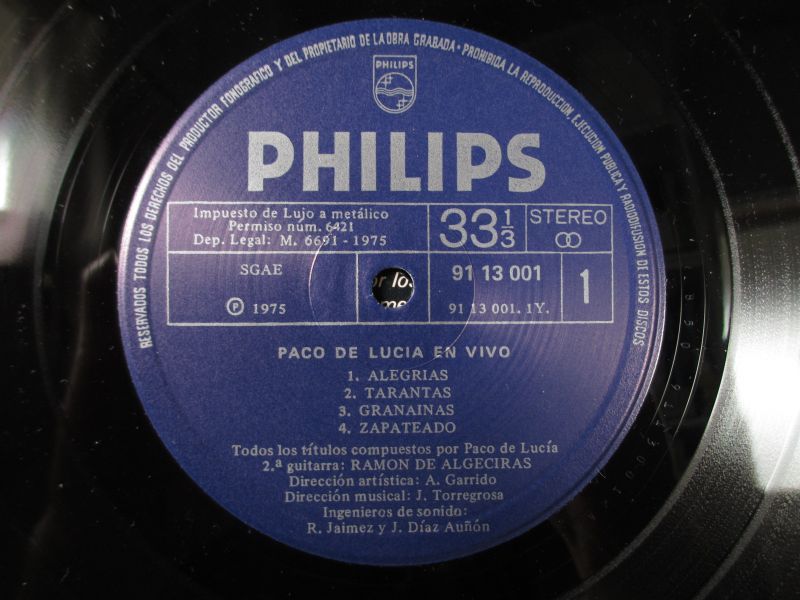 RESERVADOS TODOS LOS DERECHOS DEL PRODUCTOR FONOGRAFICO Y DEL PROPIETARIO DE LA OBRA GRABADA · PROHIBIDA LA REPRODUCCION, EJECUCION PUBLICA Y RADIODIFUSION DE ESTOS DISCOS
PHILIPS
PHILIPS
Impuesto de Lujo a metálico
Permiso núm. 6421
Dep. Legal: M. 6691 - 1975
33 1/3
STEREO
SGAE
Ⓟ 1975
91 13 001
91 13 001. 1Y.
1
or los
PACO DE LUCIA EN VIVO
1. ALEGRIAS
2. TARANTAS
3. GRANAINAS
4. ZAPATEADO
Todos los títulos compuestos por Paco de Lucía
2.ª guitarra: RAMON DE ALGECIRAS
Dirección artística: A. Garrido
Dirección musical: J. Torregrosa
Ingenieros de sonido:
R. Jaimez y J. Díaz Auñón